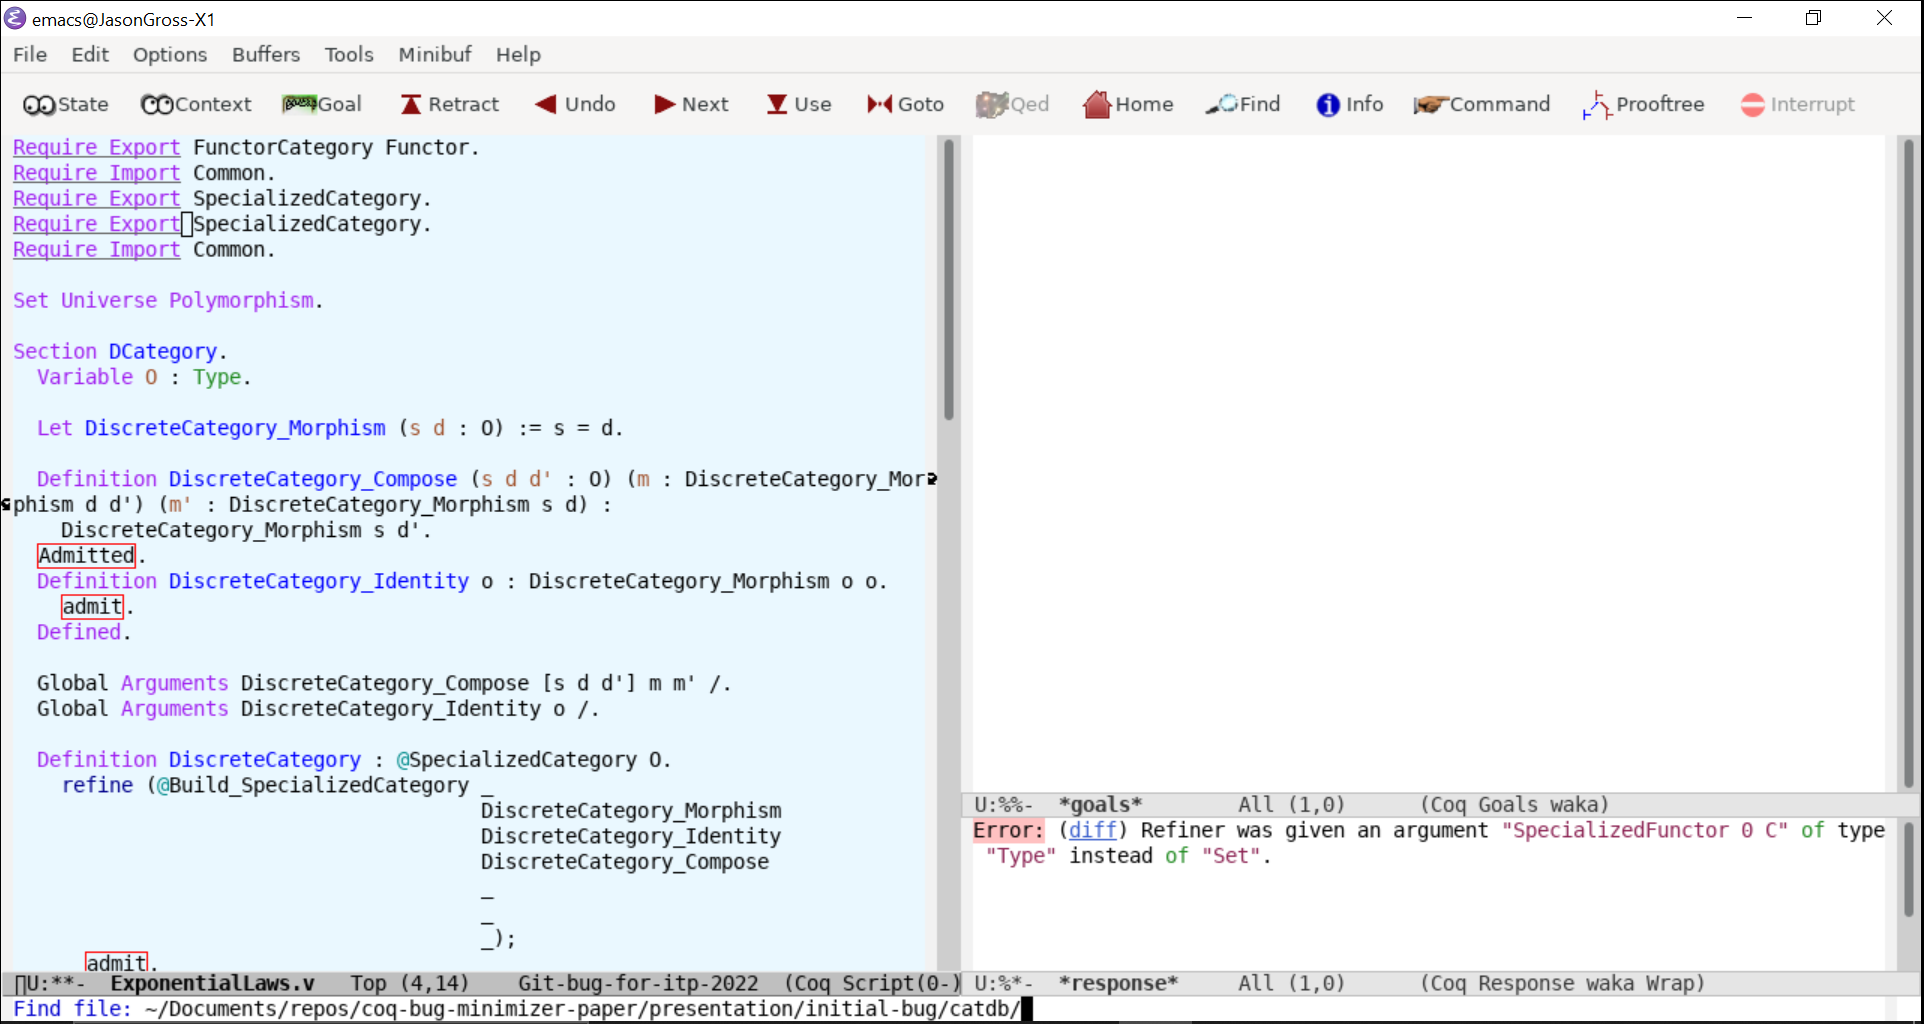 emacs@JasonGross-X1
File Edit Options Buffers Tools Minibuf Help
State Context Goal Retract Undo Next Use Goto Qed Home Find Info Command Prooftree Interrupt
Require Export FunctorCategory Functor.
Require Import Common.
Require Export SpecializedCategory.
Require Export SpecializedCategory.
Require Import Common.
Set Universe Polymorphism.
Section DCategory.
  Variable O : Type.
  Let DiscreteCategory_Morphism (s d : O) := s = d.
  Definition DiscreteCategory_Compose (s d d' : O) (m : DiscreteCategory_Mor
phism d d') (m' : DiscreteCategory_Morphism s d) :
    DiscreteCategory_Morphism s d'.
  Admitted.
  Definition DiscreteCategory_Identity o : DiscreteCategory_Morphism o o.
    admit.
  Defined.
  Global Arguments DiscreteCategory_Compose [s d d'] m m' /.
  Global Arguments DiscreteCategory_Identity o /.
  Definition DiscreteCategory : @SpecializedCategory O.
    refine (@Build_SpecializedCategory _
                                       DiscreteCategory_Morphism
                                       DiscreteCategory_Identity
                                       DiscreteCategory_Compose
                                       _
                                       _
                                       _);
      admit.
U:**-  ExponentialLaws.v   Top (4,14)    Git-bug-for-itp-2022  (Coq Script(0-)
U:%%-  *goals*        All (1,0)      (Coq Goals waka)
Error: (diff) Refiner was given an argument "SpecializedFunctor 0 C" of type
 "Type" instead of "Set".
U:%*-  *response*     All (1,0)      (Coq Response waka Wrap)
Find file: ~/Documents/repos/coq-bug-minimizer-paper/presentation/initial-bug/catdb/